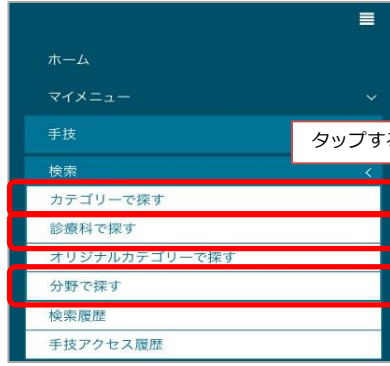 ホーム
マイメニュー
手技
タップする
検索
カテゴリーで探す
診療科で探す
オリジナルカテゴリーで探す
分野で探す
検索履歴
手技アクセス履歴